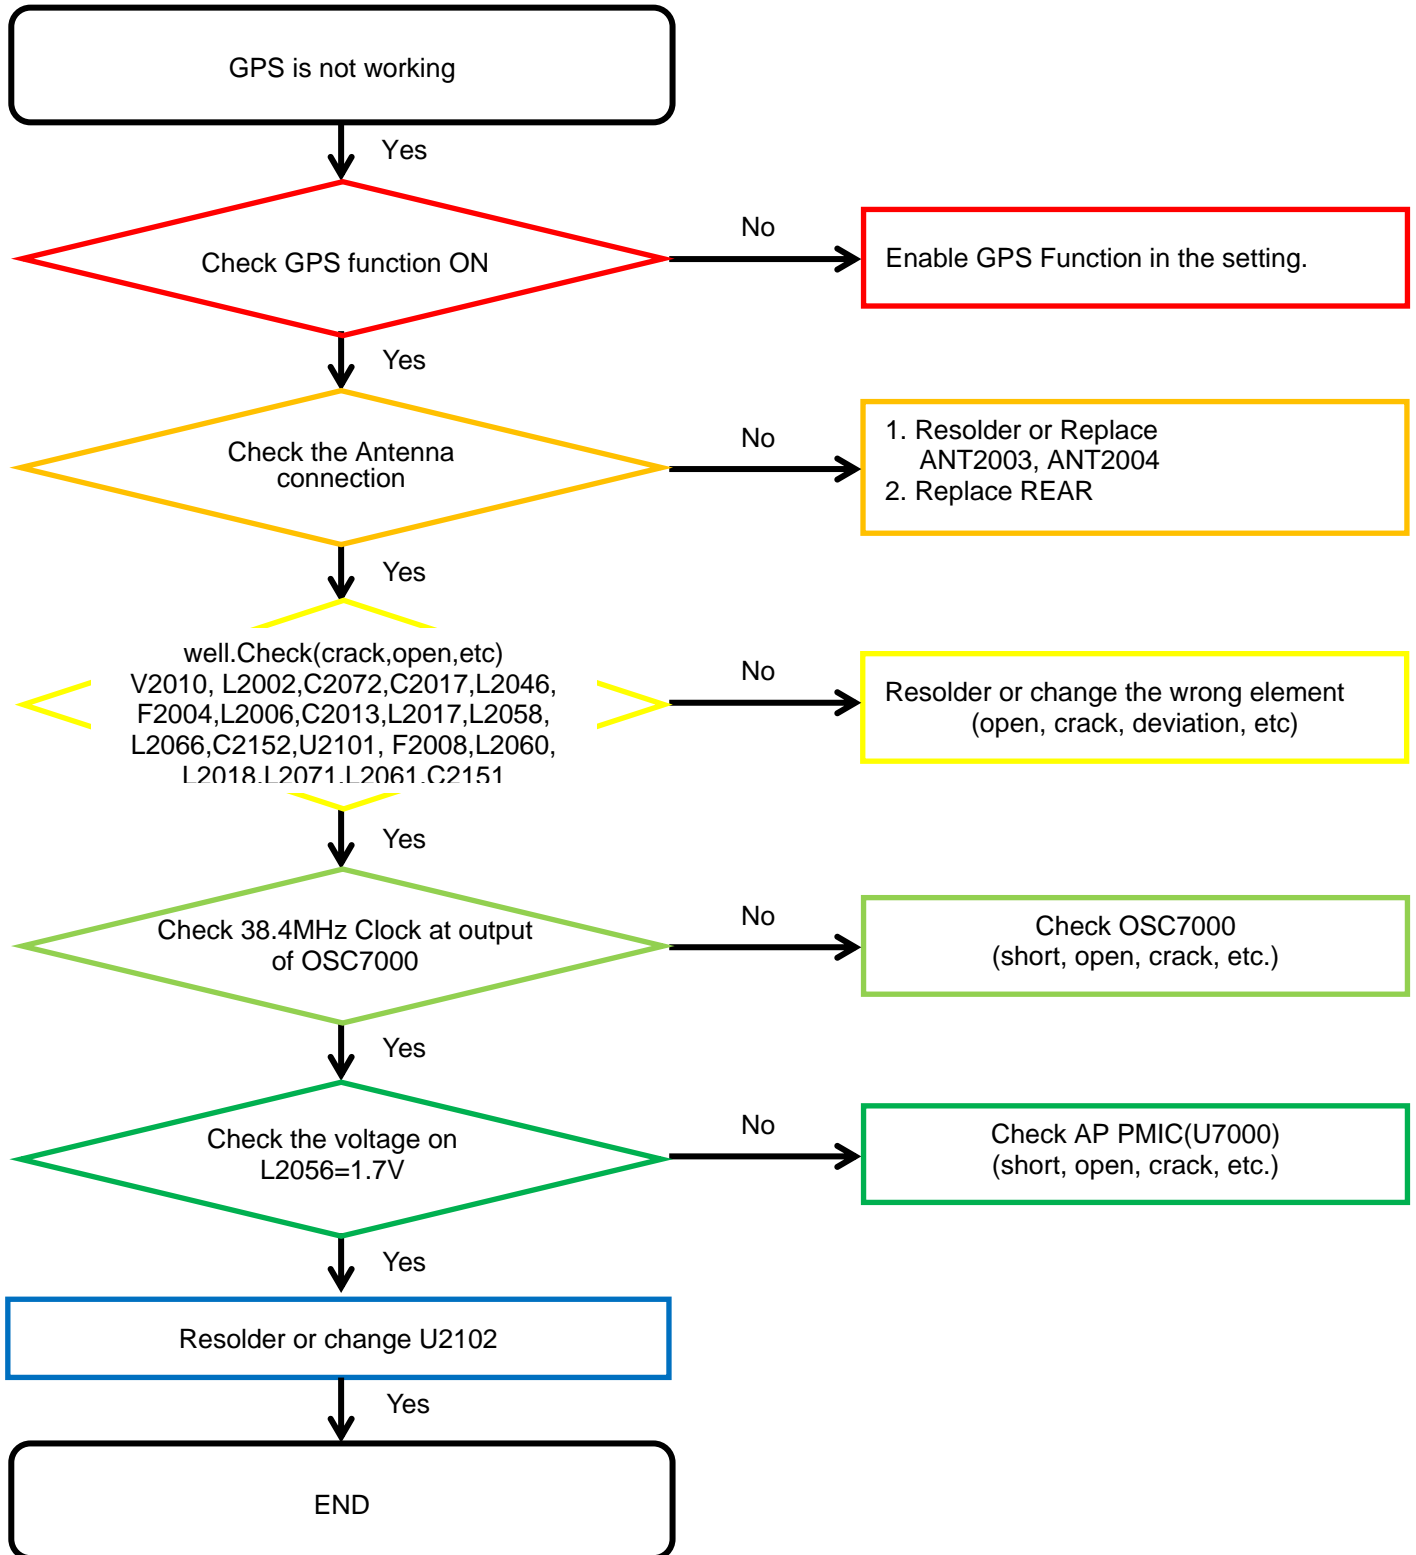 GPS is not working
Yes
Check GPS function ON
No
Enable GPS Function in the setting.
Yes
Check the Antenna
connection
No
1. Resolder or Replace
ANT2003, ANT2004
2. Replace REAR
Yes
well.Check(crack,open,etc)
V2010, L2002,C2072,C2017,L2046,
F2004,L2006,C2013,L2017,L2058,
L2066,C2152,U2101, F2008,L2060,
L2018,L2071,L2061,C2151
No
Resolder or change the wrong element
(open, crack, deviation, etc)
Yes
Check 38.4MHz Clock at output
of OSC7000
No
Check OSC7000
(short, open, crack, etc.)
Yes
Check the voltage on
L2056=1.7V
No
Check AP PMIC(U7000)
(short, open, crack, etc.)
Yes
Resolder or change U2102
Yes
END